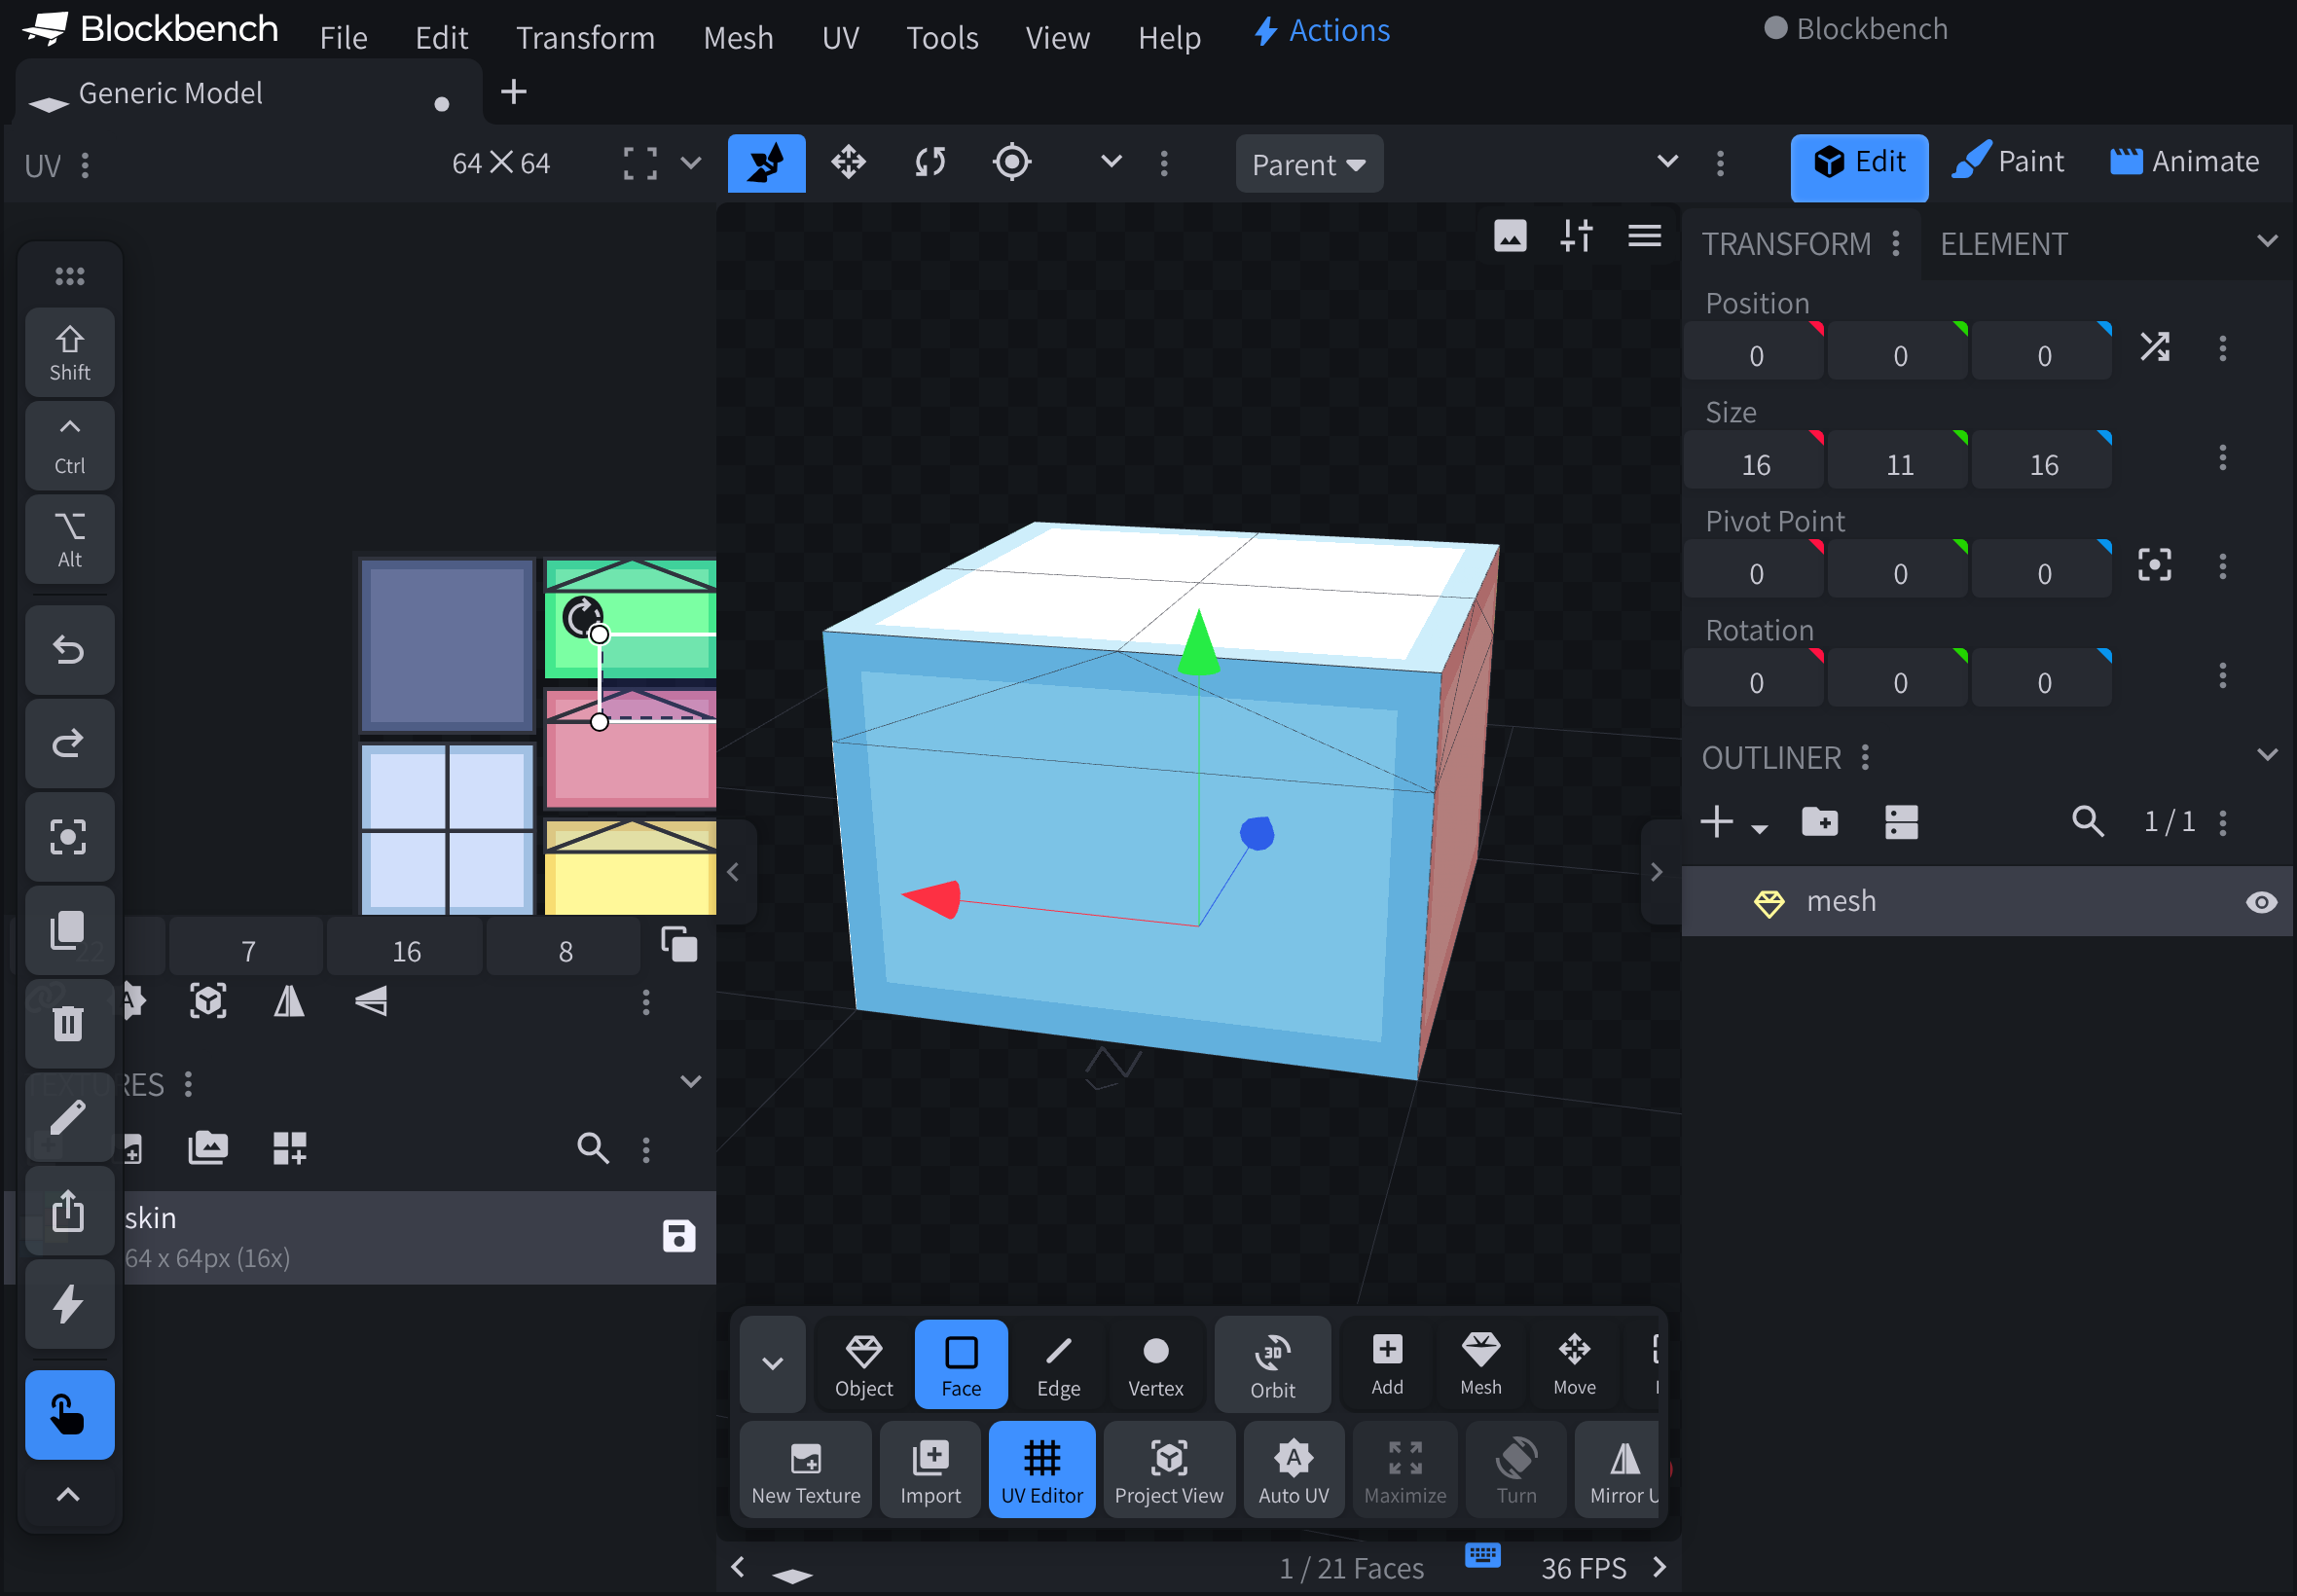 Blockbench File Edit Transform Mesh UV Tools View Help Actions Blockbench
Generic Model
UV 64×64 Parent Edit Paint Animate
TRANSFORM ELEMENT
Position
0 0 0
Size
16 11 16
Pivot Point
0 0 0
Rotation
0 0 0
OUTLINER
1 / 1
mesh
Shift
Ctrl
Alt
22 7 16 8
TEXTURES
skin
64 x 64px (16x)
Object Face Edge Vertex Orbit Add Mesh Move
New Texture Import UV Editor Project View Auto UV Maximize Turn Mirror U
1 / 21 Faces 36 FPS